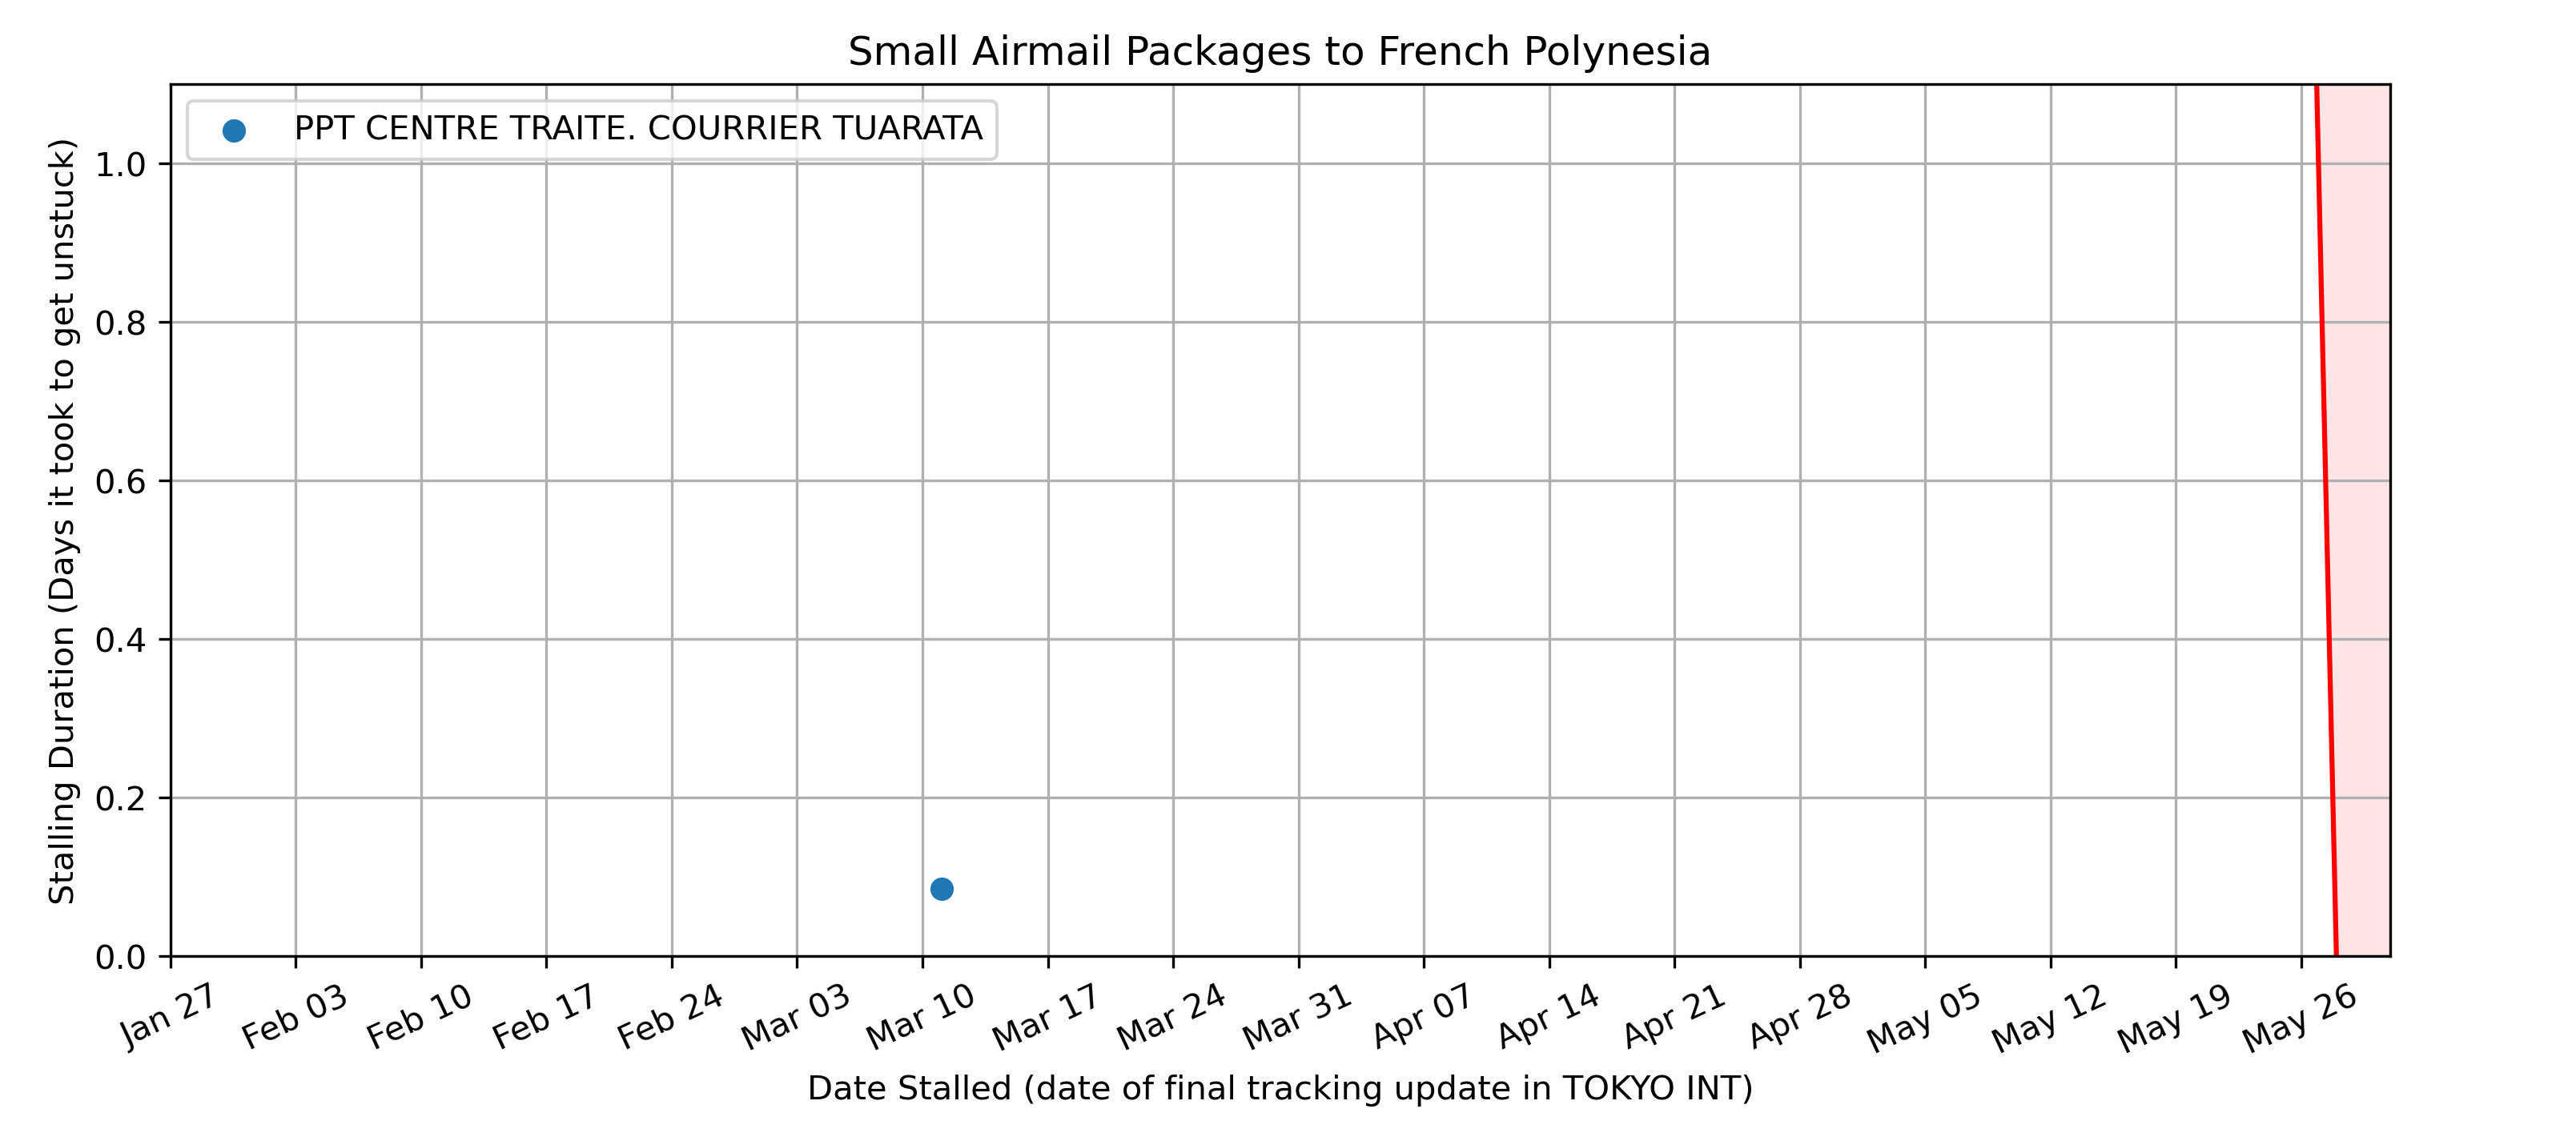 Small Airmail Packages to French Polynesia
PPT CENTRE TRAITE. COURRIER TUARATA
Stalling Duration (Days it took to get unstuck)
1.0
0.8
0.6
0.4
0.2
0.0
Jan 27 Feb 03 Feb 10 Feb 17 Feb 24 Mar 03 Mar 10 Mar 17 Mar 24 Mar 31 Apr 07 Apr 14 Apr 21 Apr 28 May 05 May 12 May 19 May 26
Date Stalled (date of final tracking update in TOKYO INT)